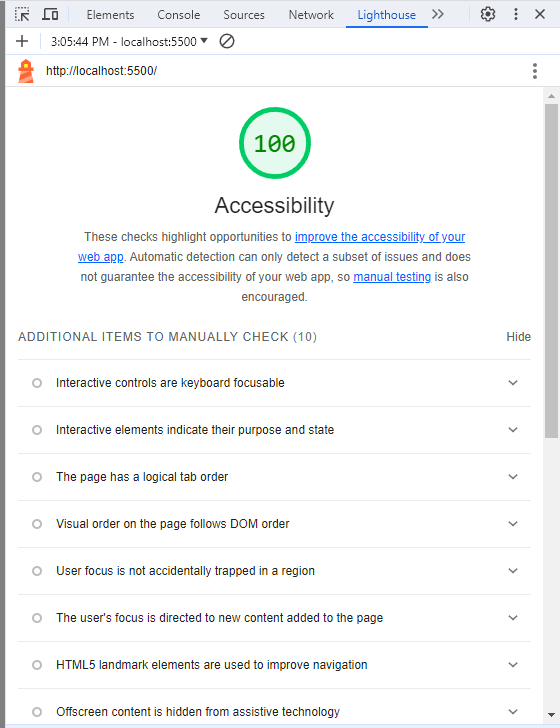 Elements Console Sources Network Lighthouse
3:05:44 PM - localhost:5500
http://localhost:5500/
100
Accessibility
These checks highlight opportunities to improve the accessibility of your
web app. Automatic detection can only detect a subset of issues and does
not guarantee the accessibility of your web app, so manual testing is also
encouraged.
ADDITIONAL ITEMS TO MANUALLY CHECK (10) Hide
Interactive controls are keyboard focusable
Interactive elements indicate their purpose and state
The page has a logical tab order
Visual order on the page follows DOM order
User focus is not accidentally trapped in a region
The user's focus is directed to new content added to the page
HTML5 landmark elements are used to improve navigation
Offscreen content is hidden from assistive technology